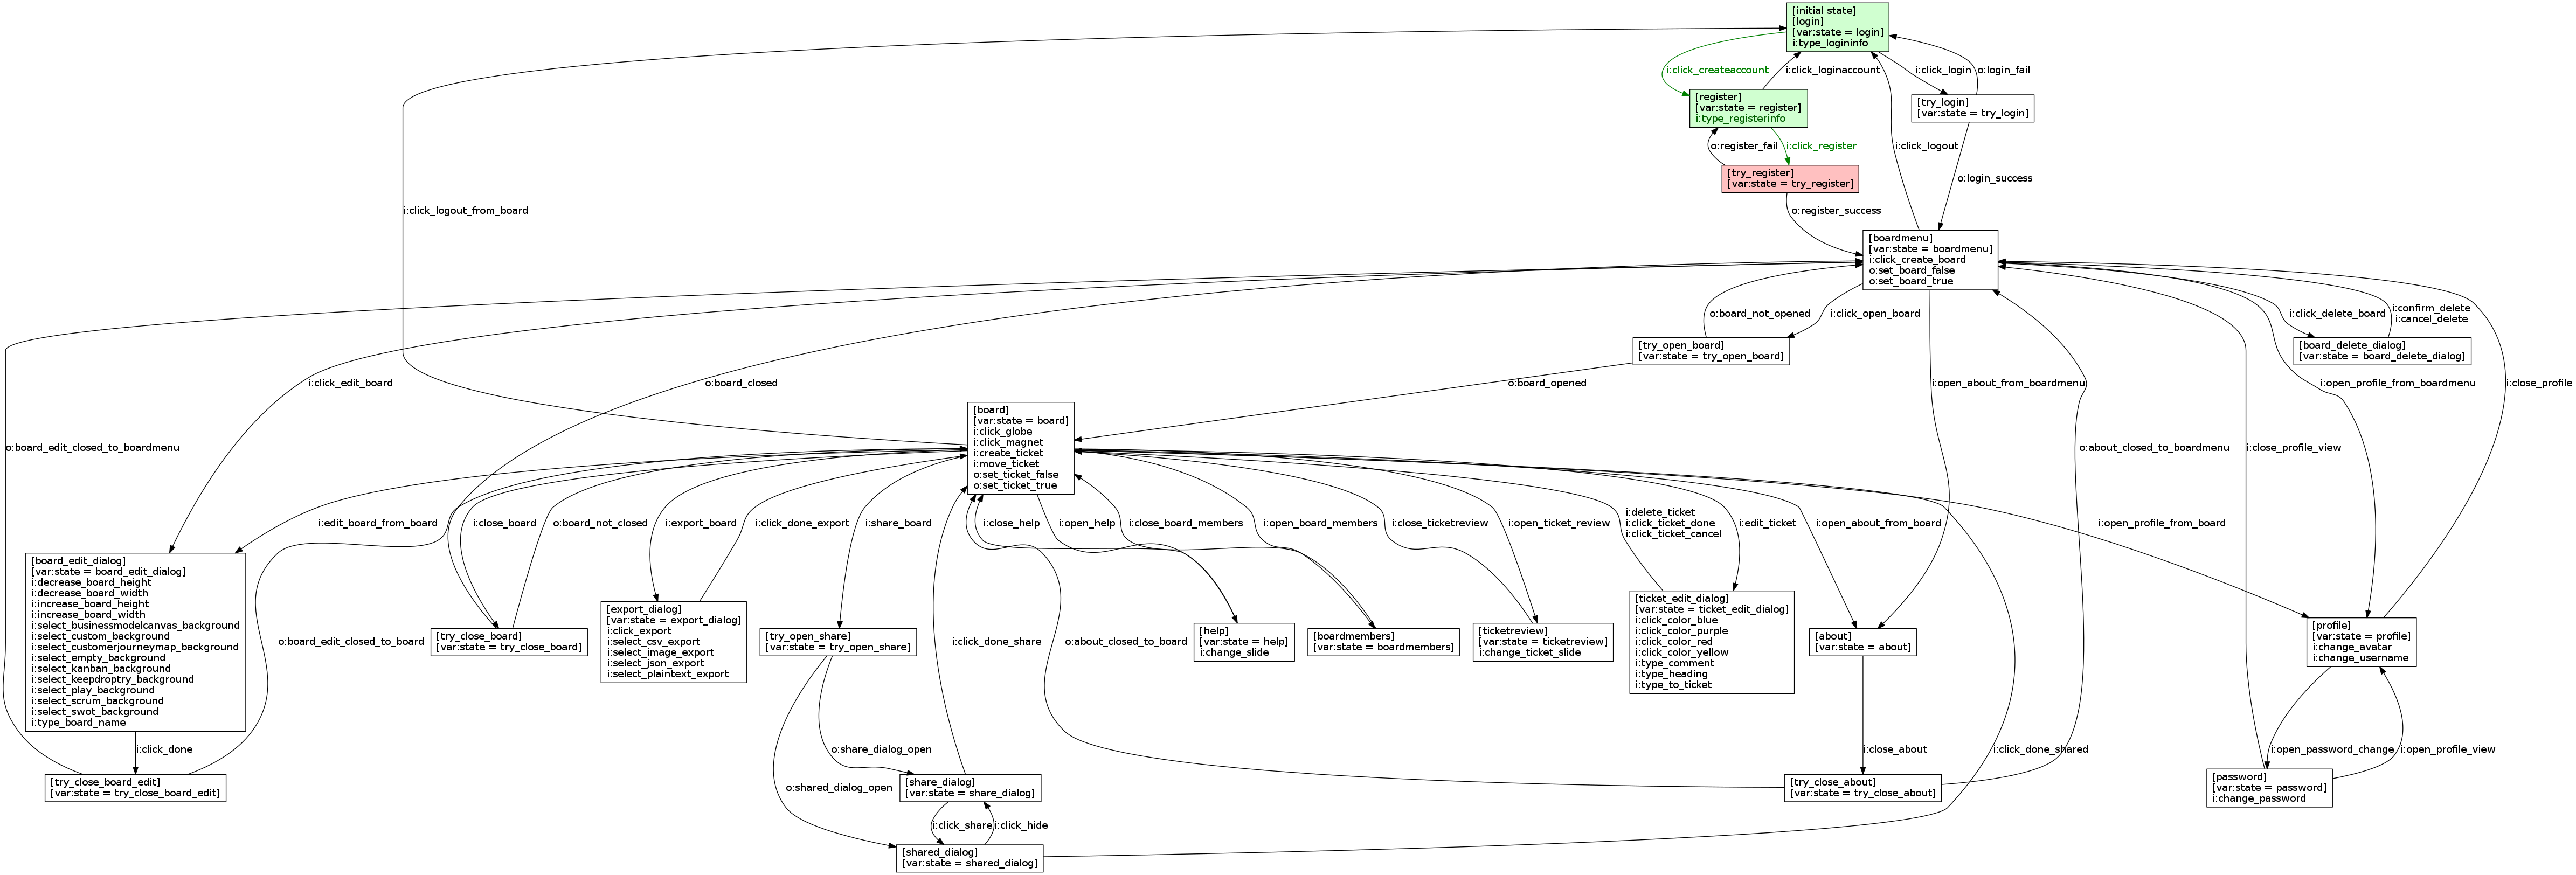 [initial state]
[login]
[var:state = login]
i:type_logininfo
i:click_createaccount
i:click_loginaccount
i:click_login
o:login_fail
[register]
[var:state = register]
i:type_registerinfo
[try_login]
[var:state = try_login]
o:register_fail
i:click_register
i:click_logout
[try_register]
[var:state = try_register]
o:login_success
i:click_logout_from_board
o:register_success
[boardmenu]
[var:state = boardmenu]
i:click_create_board
o:set_board_false
o:set_board_true
o:board_not_opened
i:click_open_board
i:click_delete_board
i:confirm_delete
i:cancel_delete
[try_open_board]
[var:state = try_open_board]
[board_delete_dialog]
[var:state = board_delete_dialog]
i:click_edit_board
o:board_closed
o:board_opened
i:open_about_from_boardmenu
i:open_profile_from_boardmenu
i:close_profile
[board]
[var:state = board]
i:click_globe
i:click_magnet
i:create_ticket
i:move_ticket
o:set_ticket_false
o:set_ticket_true
o:board_edit_closed_to_boardmenu
o:about_closed_to_boardmenu
i:close_profile_view
i:edit_board_from_board
i:close_board
o:board_not_closed
i:export_board
i:click_done_export
i:share_board
i:close_help
i:open_help
i:close_board_members
i:open_board_members
i:close_ticketreview
i:open_ticket_review
i:delete_ticket
i:click_ticket_done
i:click_ticket_cancel
i:edit_ticket
i:open_about_from_board
i:open_profile_from_board
[board_edit_dialog]
[var:state = board_edit_dialog]
i:decrease_board_height
i:decrease_board_width
i:increase_board_height
i:increase_board_width
i:select_businessmodelcanvas_background
i:select_custom_background
i:select_customerjourneymap_background
i:select_empty_background
i:select_kanban_background
i:select_keepdroptry_background
i:select_play_background
i:select_scrum_background
i:select_swot_background
i:type_board_name
o:board_edit_closed_to_board
[try_close_board]
[var:state = try_close_board]
[export_dialog]
[var:state = export_dialog]
i:click_export
i:select_csv_export
i:select_image_export
i:select_json_export
i:select_plaintext_export
[try_open_share]
[var:state = try_open_share]
i:click_done_share
o:about_closed_to_board
[help]
[var:state = help]
i:change_slide
[boardmembers]
[var:state = boardmembers]
[ticketreview]
[var:state = ticketreview]
i:change_ticket_slide
[ticket_edit_dialog]
[var:state = ticket_edit_dialog]
i:click_color_blue
i:click_color_purple
i:click_color_red
i:click_color_yellow
i:type_comment
i:type_heading
i:type_to_ticket
[about]
[var:state = about]
[profile]
[var:state = profile]
i:change_avatar
i:change_username
i:click_done
o:share_dialog_open
i:close_about
i:click_done_shared
i:open_password_change
i:open_profile_view
[try_close_board_edit]
[var:state = try_close_board_edit]
o:shared_dialog_open
[share_dialog]
[var:state = share_dialog]
[try_close_about]
[var:state = try_close_about]
[password]
[var:state = password]
i:change_password
i:click_share
i:click_hide
[shared_dialog]
[var:state = shared_dialog]